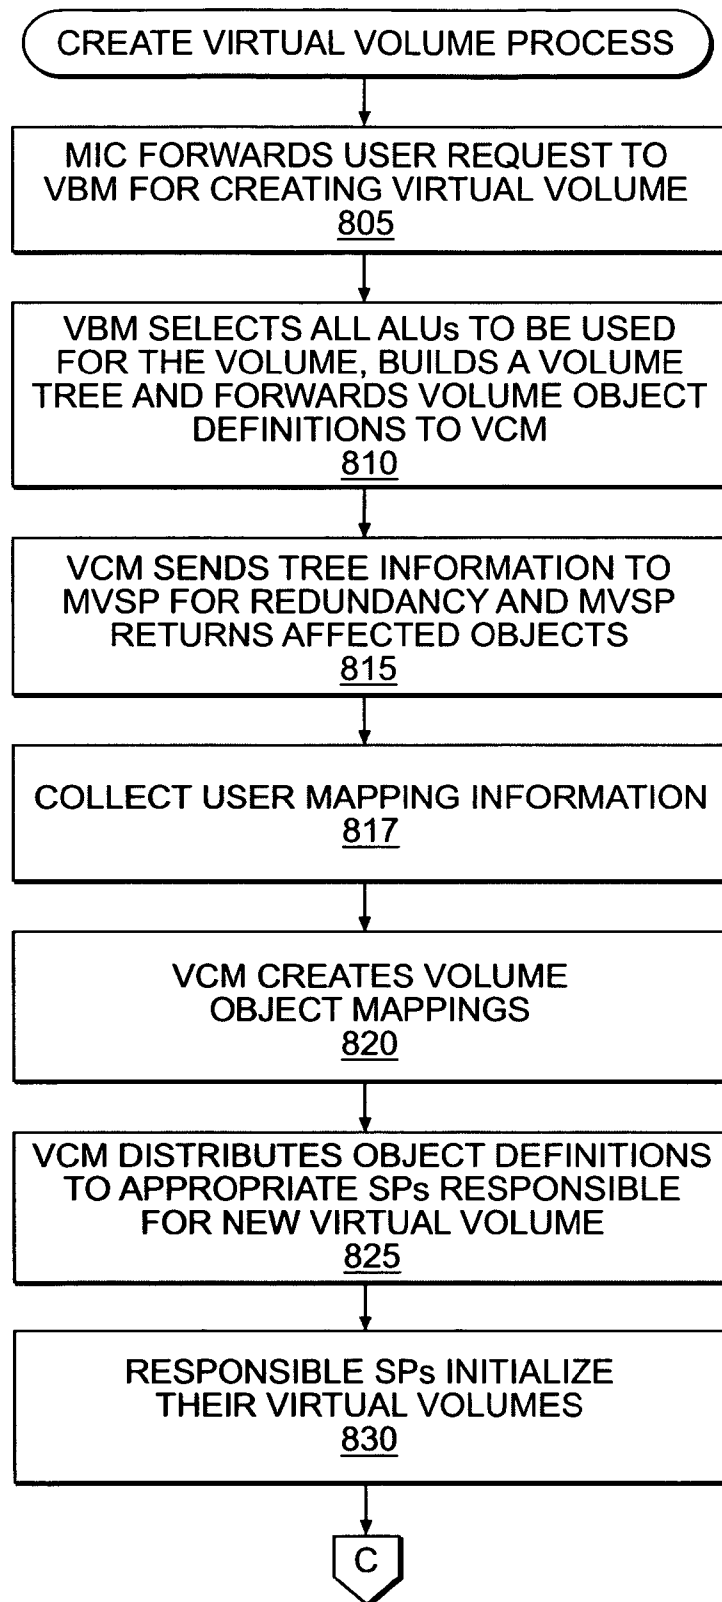 CREATE VIRTUAL VOLUME PROCESS
MIC FORWARDS USER REQUEST TO
VBM FOR CREATING VIRTUAL VOLUME
805
VBM SELECTS ALL ALUs TO BE USED
FOR THE VOLUME, BUILDS A VOLUME
TREE AND FORWARDS VOLUME OBJECT
DEFINITIONS TO VCM
810
VCM SENDS TREE INFORMATION TO
MVSP FOR REDUNDANCY AND MVSP
RETURNS AFFECTED OBJECTS
815
COLLECT USER MAPPING INFORMATION
817
VCM CREATES VOLUME
OBJECT MAPPINGS
820
VCM DISTRIBUTES OBJECT DEFINITIONS
TO APPROPRIATE SPs RESPONSIBLE
FOR NEW VIRTUAL VOLUME
825
RESPONSIBLE SPs INITIALIZE
THEIR VIRTUAL VOLUMES
830
C